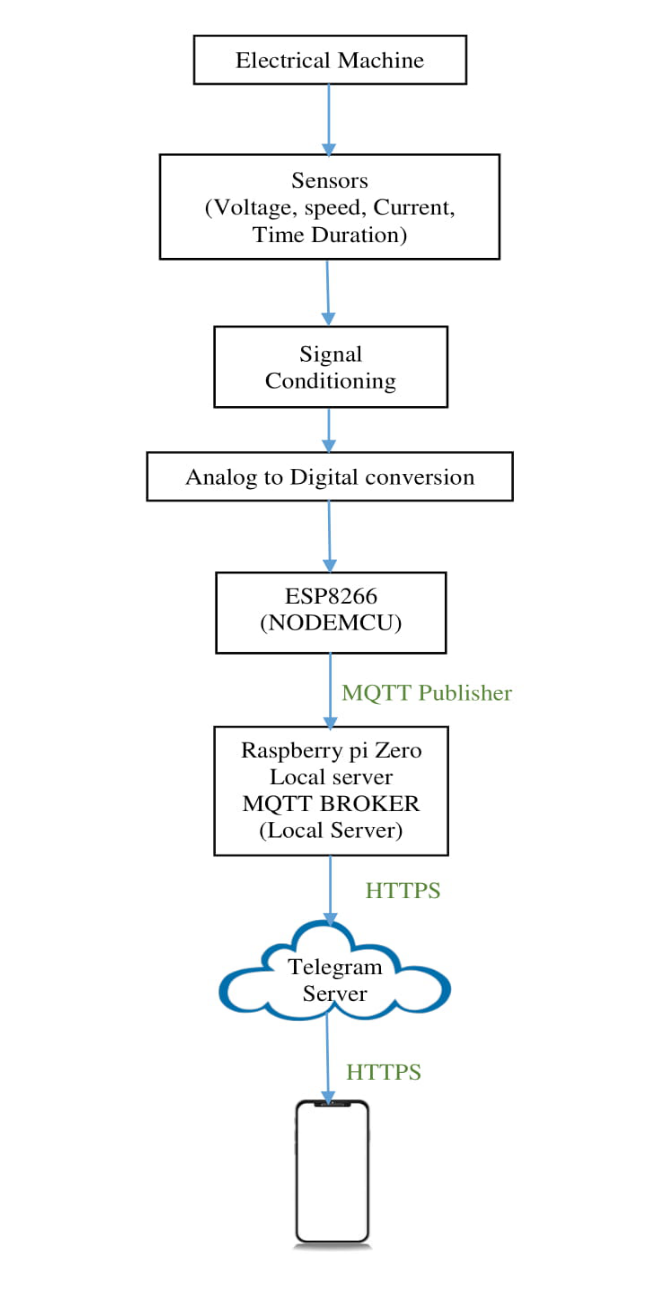 Electrical Machine
Sensors
(Voltage, speed, Current,
Time Duration)
Signal
Conditioning
Analog to Digital conversion
ESP8266
(NODEMCU)
MQTT Publisher
Raspberry pi Zero
Local server
MQTT BROKER
(Local Server)
HTTPS
Telegram
Server
HTTPS